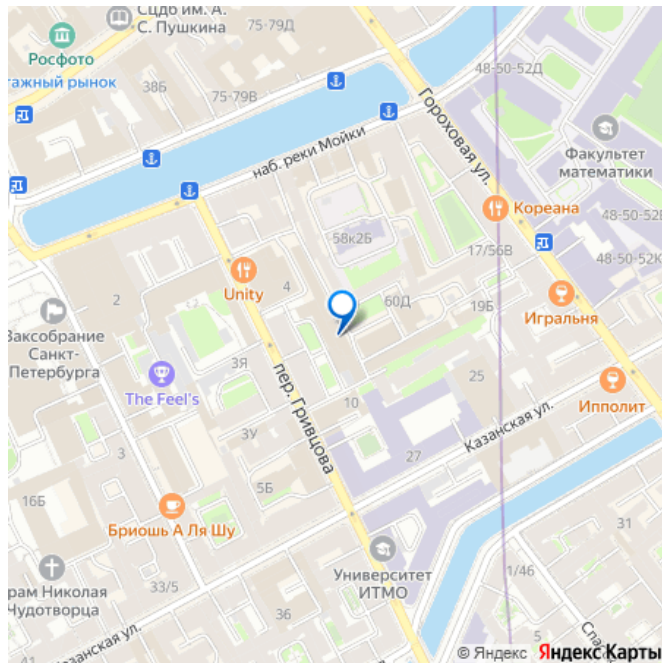 Сцдб им. А.
С. Пушкина
75-79Д
Росфото
тажный рынок
38Б
75-79В
48-50-52Д
наб. реки Мойки
Гороховая ул.
Факультет
математики
Кореана
48-50-52В
58к2Б
17/56В
48-50-52К
Unity
4
2
60Д
19Б
Игральня
Заксобрание
Санкт-
Петербурга
3Я
The Feel's
пер. Гривцова
25
10
Ипполит
3У
Казанская ул.
3
27
5Б
16Б
Бриошь А Ля Шу
31
рам Николая
Чудотворца
Университет
ИТМО
1/46
33/5
36
Казанская ул.
Спас
© Яндекс Яндекс Карты